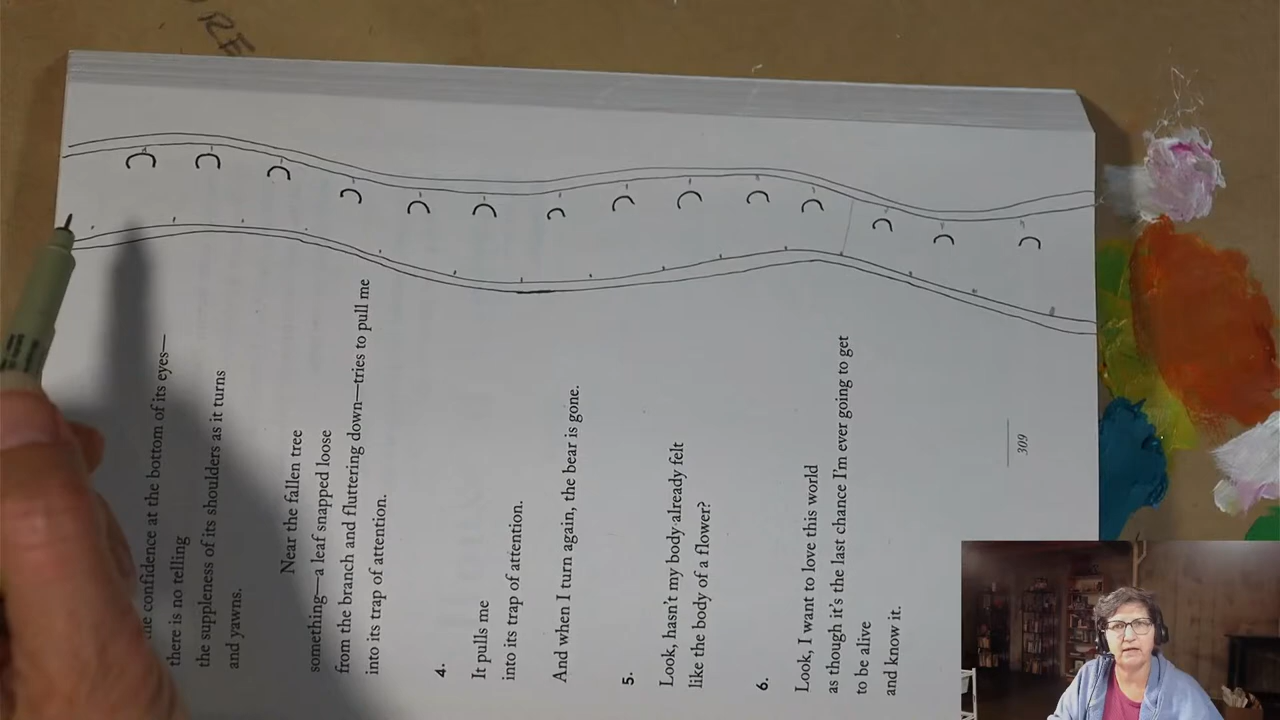 ORE
the confidence at the bottom of its eyes—
there is no telling
the suppleness of its shoulders as it turns
and yawns.
Near the fallen tree
something—a leaf snapped loose
from the branch and fluttering down—tries to pull me
into its trap of attention.
4.
It pulls me
into its trap of attention.
And when I turn again, the bear is gone.
5.
Look, hasn't my body already felt
like the body of a flower?
6.
Look, I want to love this world
as though it's the last chance I'm ever going to get
to be alive
and know it.
309